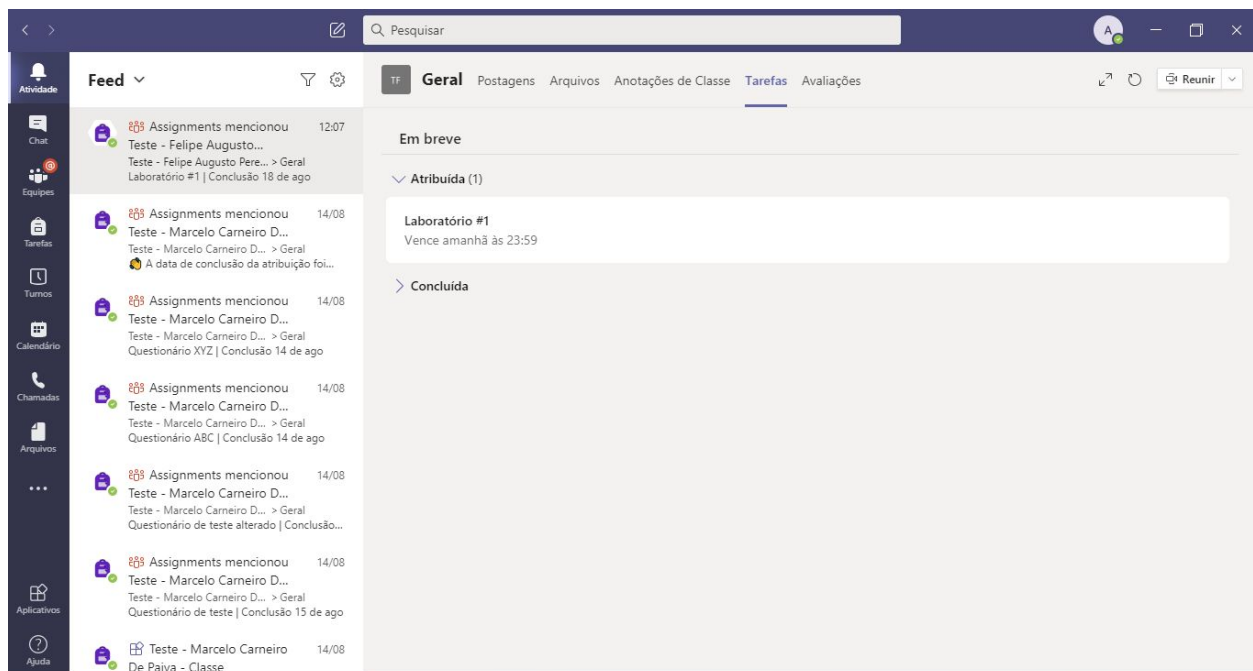 Pesquisar
A
Atividade
Chat
@
Equipes
Tarefas
Turnos
Calendário
Chamadas
Arquivos
Aplicativos
Ajuda
Feed
Assignments mencionou 12:07
Teste - Felipe Augusto...
Teste - Felipe Augusto Pere... > Geral
Laboratório #1 | Conclusão 18 de ago
Assignments mencionou 14/08
Teste - Marcelo Carneiro D...
Teste - Marcelo Carneiro D... > Geral
A data de conclusão da atribuição foi...
Assignments mencionou 14/08
Teste - Marcelo Carneiro D...
Teste - Marcelo Carneiro D... > Geral
Questionário XYZ | Conclusão 14 de ago
Assignments mencionou 14/08
Teste - Marcelo Carneiro D...
Teste - Marcelo Carneiro D... > Geral
Questionário ABC | Conclusão 14 de ago
Assignments mencionou 14/08
Teste - Marcelo Carneiro D...
Teste - Marcelo Carneiro D... > Geral
Questionário de teste alterado | Conclusão...
Assignments mencionou 14/08
Teste - Marcelo Carneiro D...
Teste - Marcelo Carneiro D... > Geral
Questionário de teste | Conclusão 15 de ago
Teste - Marcelo Carneiro 14/08
De Paiva - Classe
TF Geral Postagens Arquivos Anotações de Classe Tarefas Avaliações Reunir
Em breve
Atribuída (1)
Laboratório #1
Vence amanhã às 23:59
Concluída